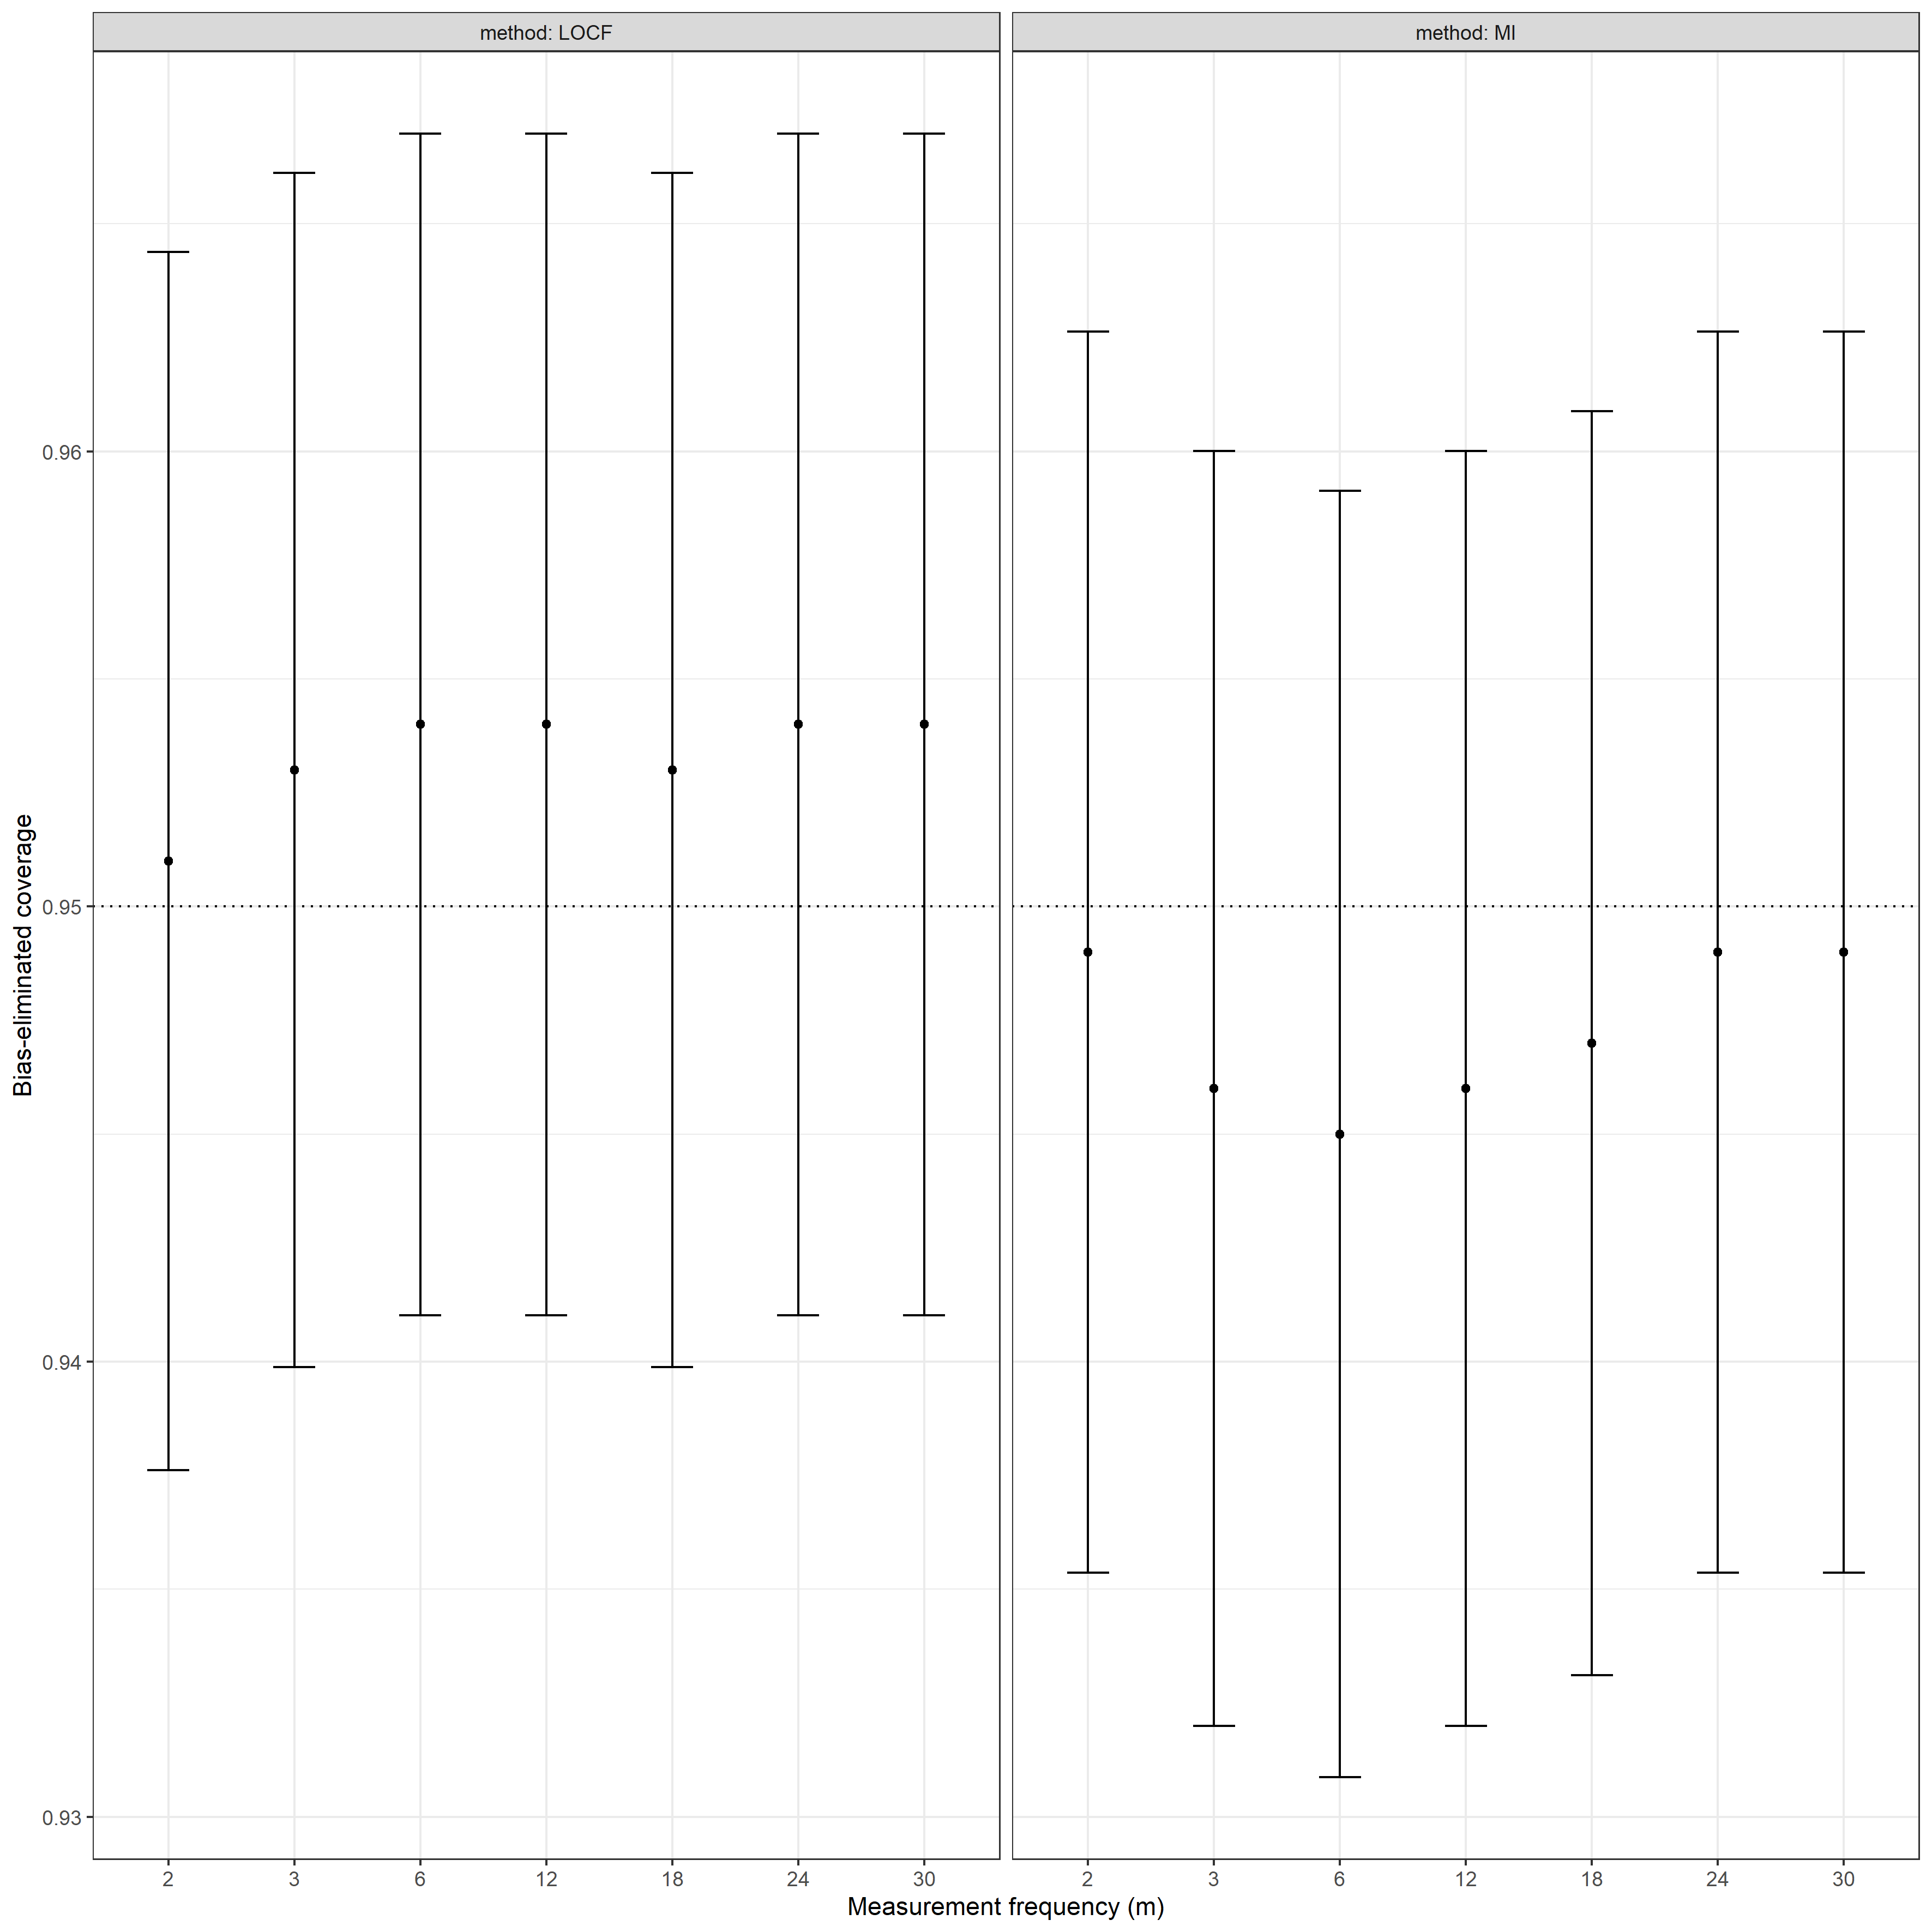 method: LOCF
method: MI
Bias-eliminated coverage
0.96
0.95
0.94
0.93
2 3 6 12 18 24 30
2 3 6 12 18 24 30
Measurement frequency (m)